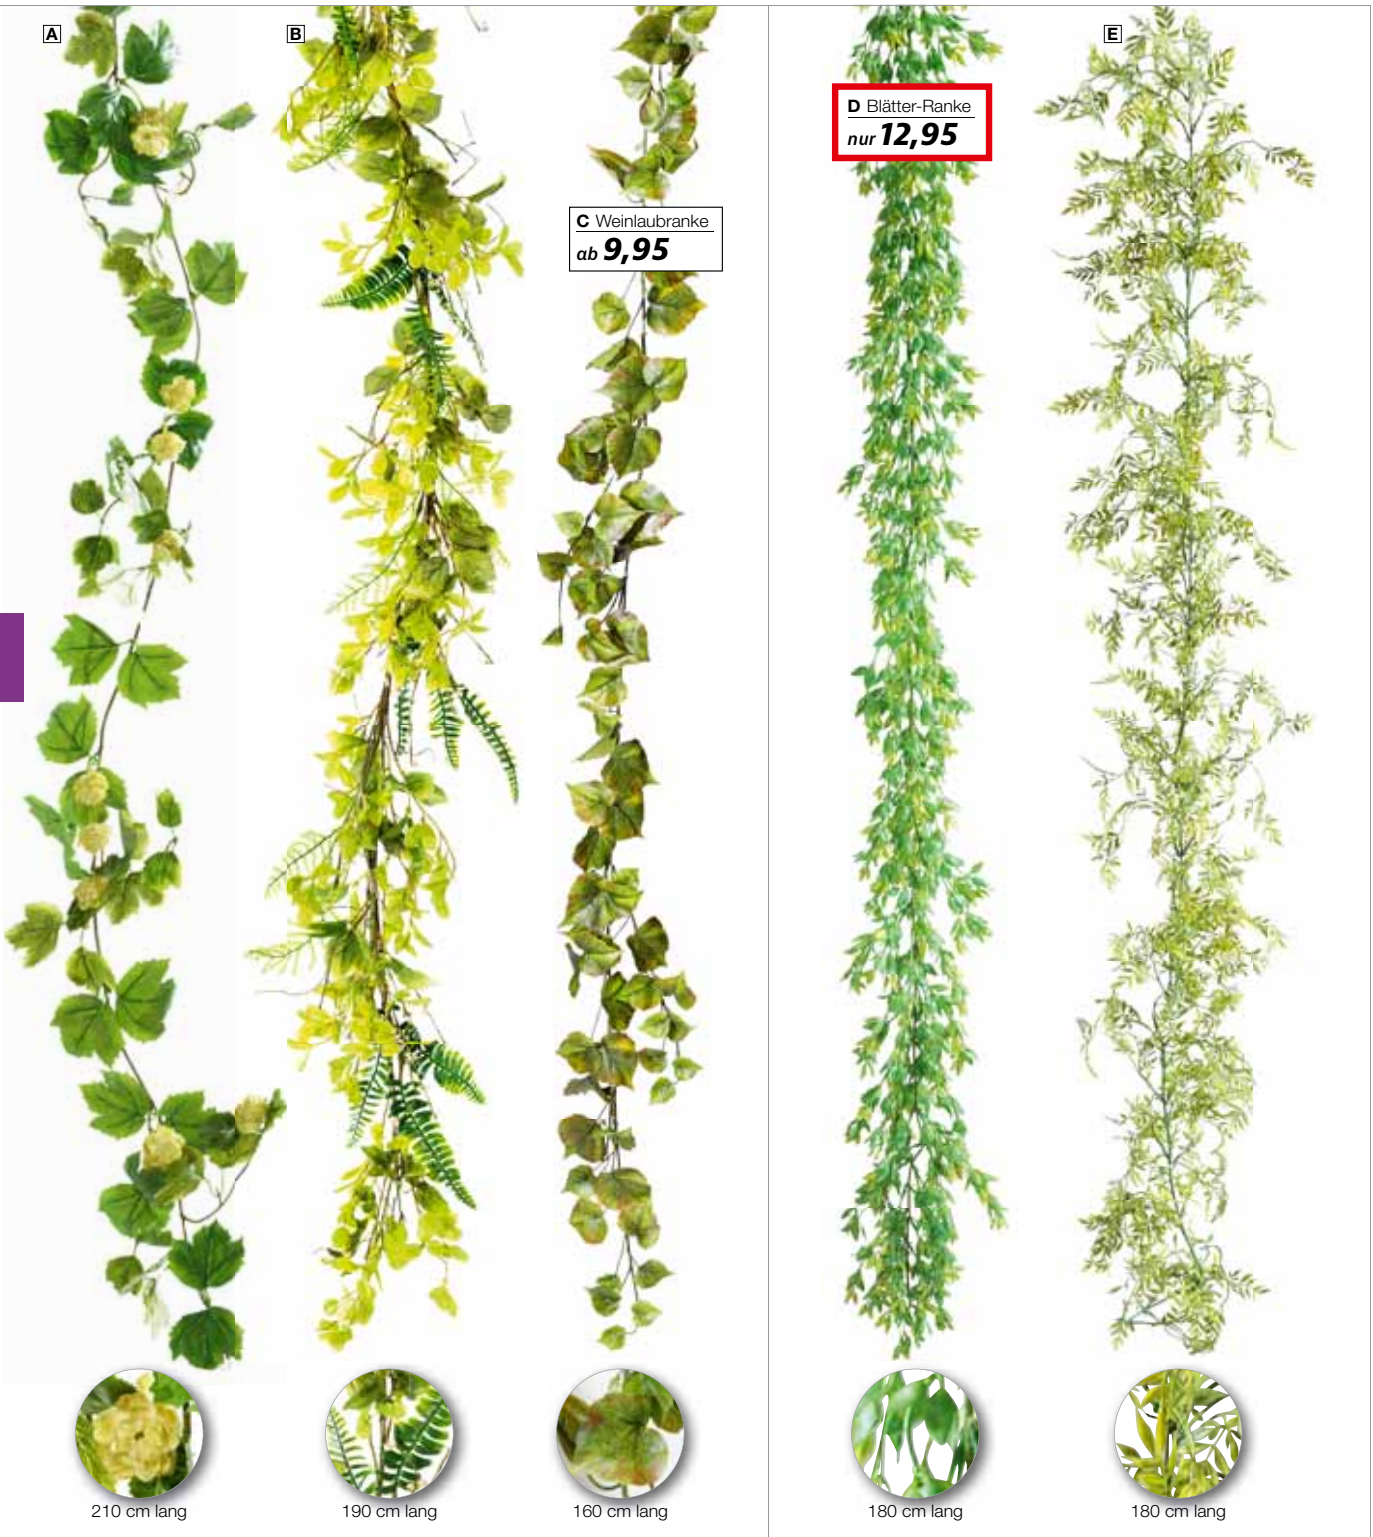 A
B
E
D Blätter-Ranke
nur 12,95
C Weinlaubranke
ab 9,95
210 cm lang
190 cm lang
160 cm lang
180 cm lang
180 cm lang